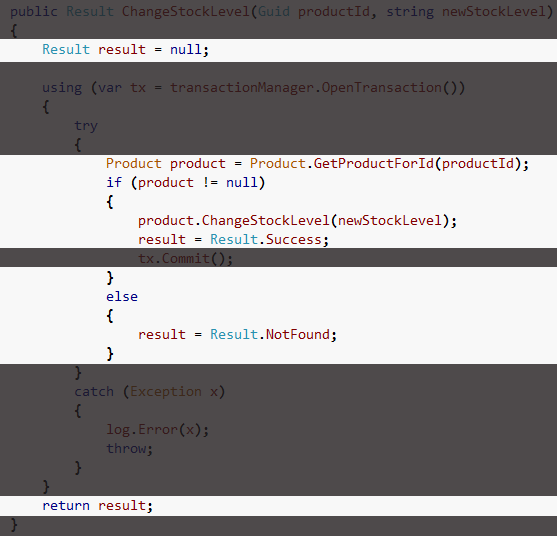 public Result ChangeStockLevel(Guid productId, string newStockLevel)
{
    Result result = null;

    using (var tx = transactionManager.OpenTransaction())
    {
        try
        {
            Product product = Product.GetProductForId(productId);
            if (product != null)
            {
                product.ChangeStockLevel(newStockLevel);
                result = Result.Success;
                tx.Commit();
            }
            else
            {
                result = Result.NotFound;
            }
        }
        catch (Exception x)
        {
            log.Error(x);
            throw;
        }
    }
    return result;
}